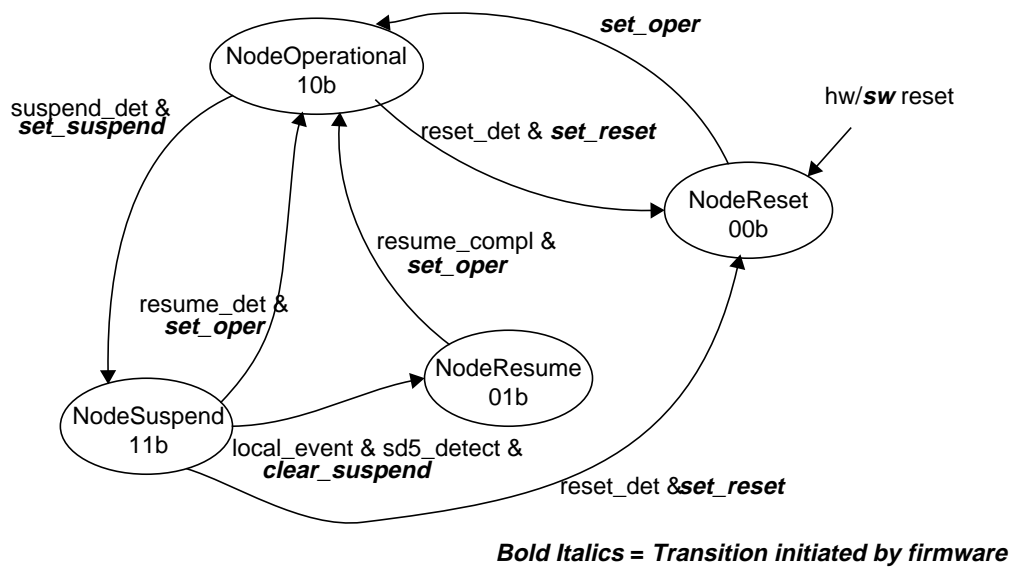 set_oper
NodeOperational
10b
hw/sw reset
suspend_det &
set_suspend
reset_det & set_reset
NodeReset
00b
resume_compl &
set_oper
resume_det &
set_oper
NodeResume
01b
NodeSuspend
11b
local_event & sd5_detect &
clear_suspend
reset_det &set_reset
Bold Italics = Transition initiated by firmware